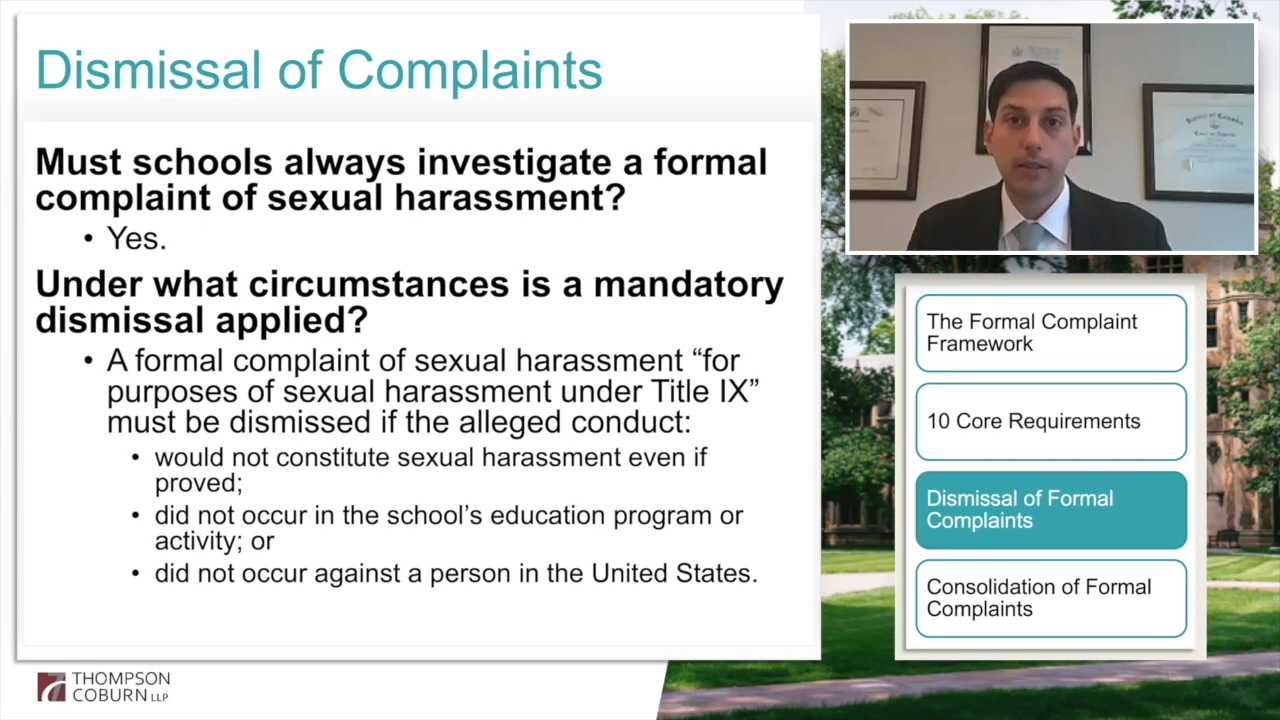 Dismissal of Complaints
Must schools always investigate a formal
complaint of sexual harassment?
• Yes.
Under what circumstances is a mandatory
dismissal applied?
• A formal complaint of sexual harassment “for
purposes of sexual harassment under Title IX”
must be dismissed if the alleged conduct:
• would not constitute sexual harassment even if
proved;
• did not occur in the school’s education program or
activity; or
• did not occur against a person in the United States.
THOMPSON
COBURN LLP
District of Columbia
The Formal Complaint
Framework
10 Core Requirements
Dismissal of Formal
Complaints
Consolidation of Formal
Complaints